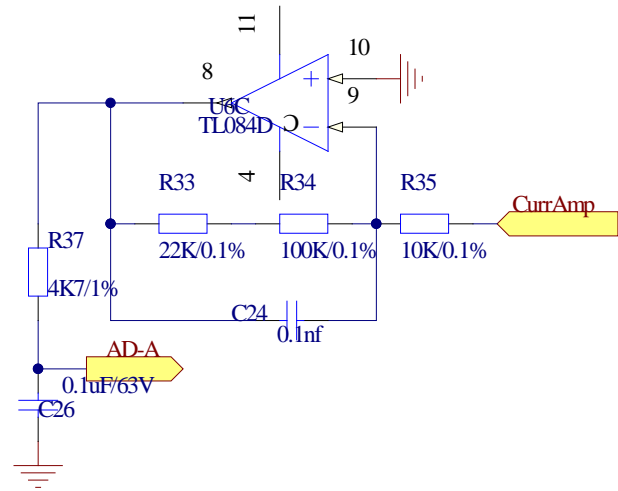 11
10
8
9
U6C
TL084D
C
+
−
4
R33
R34
R35
CurrAmp
22K/0.1%
100K/0.1%
10K/0.1%
R37
4K7/1%
C24
0.1nf
AD-A
0.1uF/63V
C26